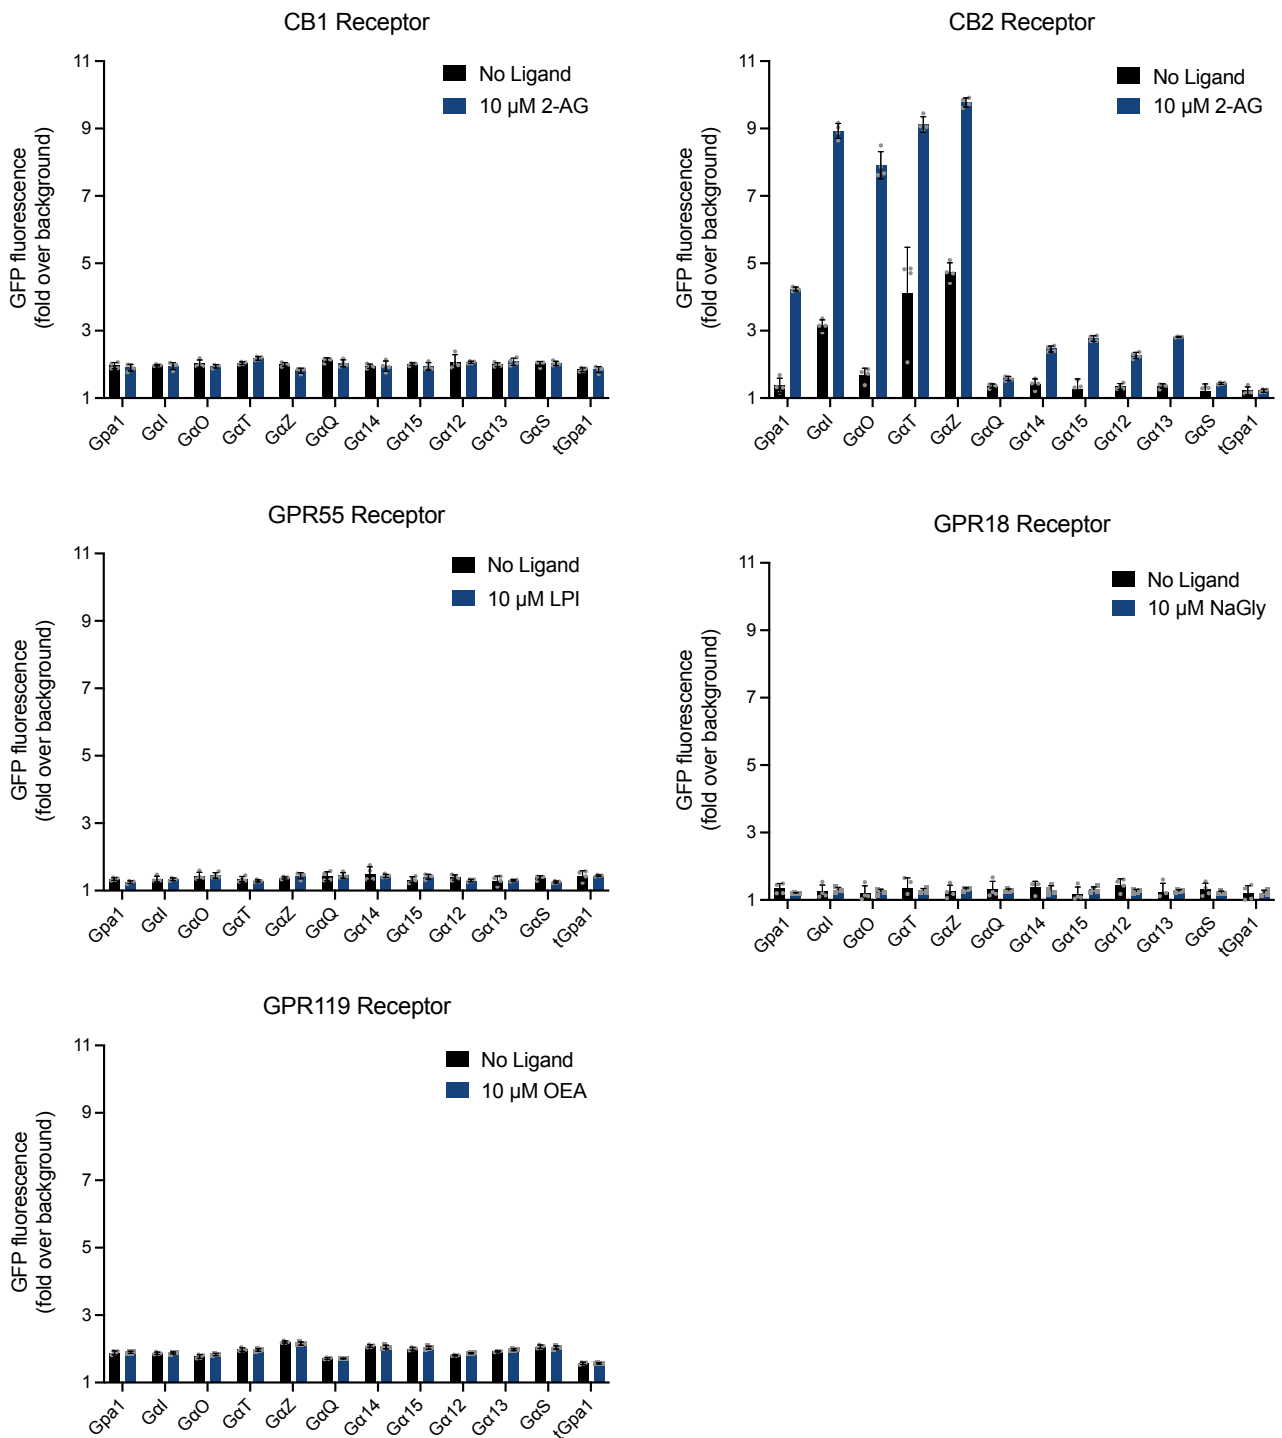 CB1 Receptor
11
9
7
5
3
1
GFP fluorescence
(fold over background)
No Ligand
10 µM 2-AG
Gpa1
GαI
GαO
GαT
GαZ
GαQ
Gα14
Gα15
Gα12
Gα13
GαS
tGpa1
CB2 Receptor
11
9
7
5
3
1
GFP fluorescence
(fold over background)
No Ligand
10 µM 2-AG
Gpa1
GαI
GαO
GαT
GαZ
GαQ
Gα14
Gα15
Gα12
Gα13
GαS
tGpa1
GPR55 Receptor
11
9
7
5
3
1
GFP fluorescence
(fold over background)
No Ligand
10 µM LPI
Gpa1
GαI
GαO
GαT
GαZ
GαQ
Gα14
Gα15
Gα12
Gα13
GαS
tGpa1
GPR18 Receptor
11
9
7
5
3
1
GFP fluorescence
(fold over background)
No Ligand
10 µM NaGly
Gpa1
GαI
GαO
GαT
GαZ
GαQ
Gα14
Gα15
Gα12
Gα13
GαS
tGpa1
GPR119 Receptor
11
9
7
5
3
1
GFP fluorescence
(fold over background)
No Ligand
10 µM OEA
Gpa1
GαI
GαO
GαT
GαZ
GαQ
Gα14
Gα15
Gα12
Gα13
GαS
tGpa1